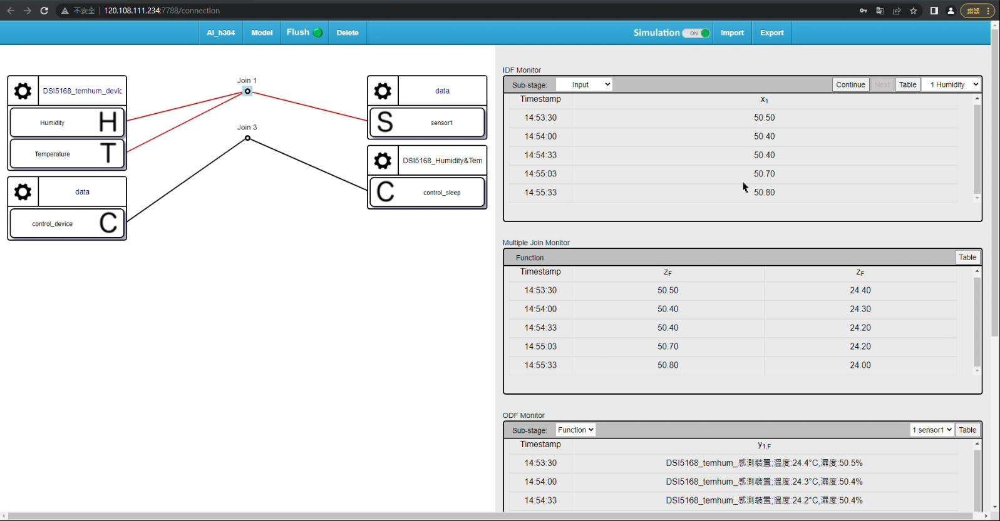 不安全 120.108.111.234:7788/connection 錯誤
AI_h304 Model Flush Delete Simulation ON Import Export
DSI5168_temhum_devic
Humidity H
Temperature T
data
control_device C
Join 1
Join 3
data
S sensor1
DSI5168_Humidity&Tem
C control_sleep
IDF Monitor
Sub-stage: Input Continue Next Table 1 Humidity
Timestamp x1
14:53:30 50.50
14:54:00 50.40
14:54:33 50.40
14:55:03 50.70
14:55:33 50.80
Multiple Join Monitor
Function Table
Timestamp zF zF
14:53:30 50.50 24.40
14:54:00 50.40 24.30
14:54:33 50.40 24.20
14:55:03 50.70 24.20
14:55:33 50.80 24.00
ODF Monitor
Sub-stage: Function 1 sensor1 Table
Timestamp y1,F
14:53:30 DSI5168_temhum_感測裝置;溫度:24.4°C,濕度:50.5%
14:54:00 DSI5168_temhum_感測裝置;溫度:24.3°C,濕度:50.4%
14:54:33 DSI5168_temhum_感測裝置;溫度:24.2°C,濕度:50.4%